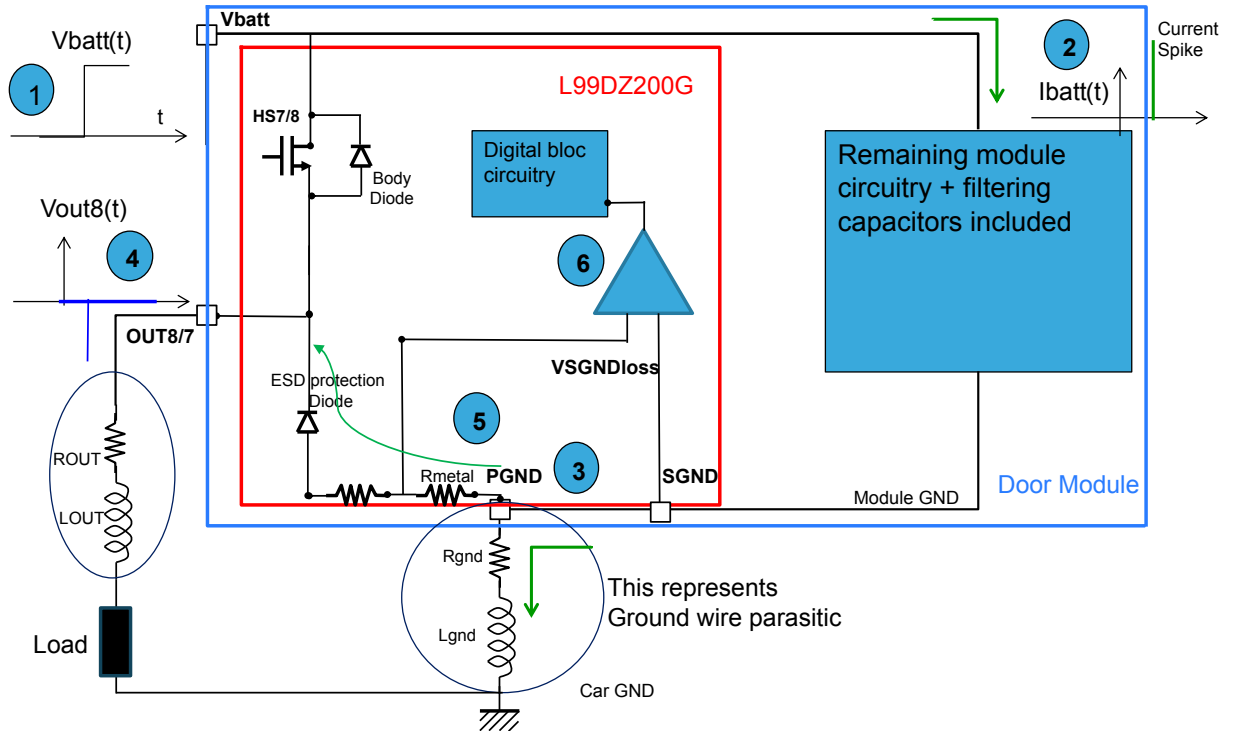 Vbatt
Vbatt(t)
1
t
L99DZ200G
2
Current
Spike
Ibatt(t)
HS7/8
Body
Diode
Digital bloc
circuitry
Remaining module
circuitry + filtering
capacitors included
Vout8(t)
4
6
OUT8/7
VSGNDloss
ESD protection
Diode
5
3
ROUT
Rmetal
PGND
SGND
LOUT
Module GND
Door Module
Rgnd
Lgnd
This represents
Ground wire parasitic
Load
Car GND